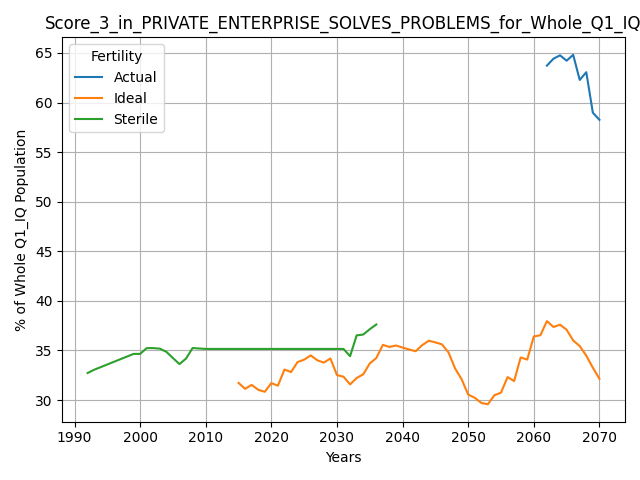 Score_3_in_PRIVATE_ENTERPRISE_SOLVES_PROBLEMS_for_Whole_Q1_IQ
Fertility
Actual
Ideal
Sterile
65
60
55
50
45
40
35
30
% of Whole Q1_IQ Population
1990 2000 2010 2020 2030 2040 2050 2060 2070
Years